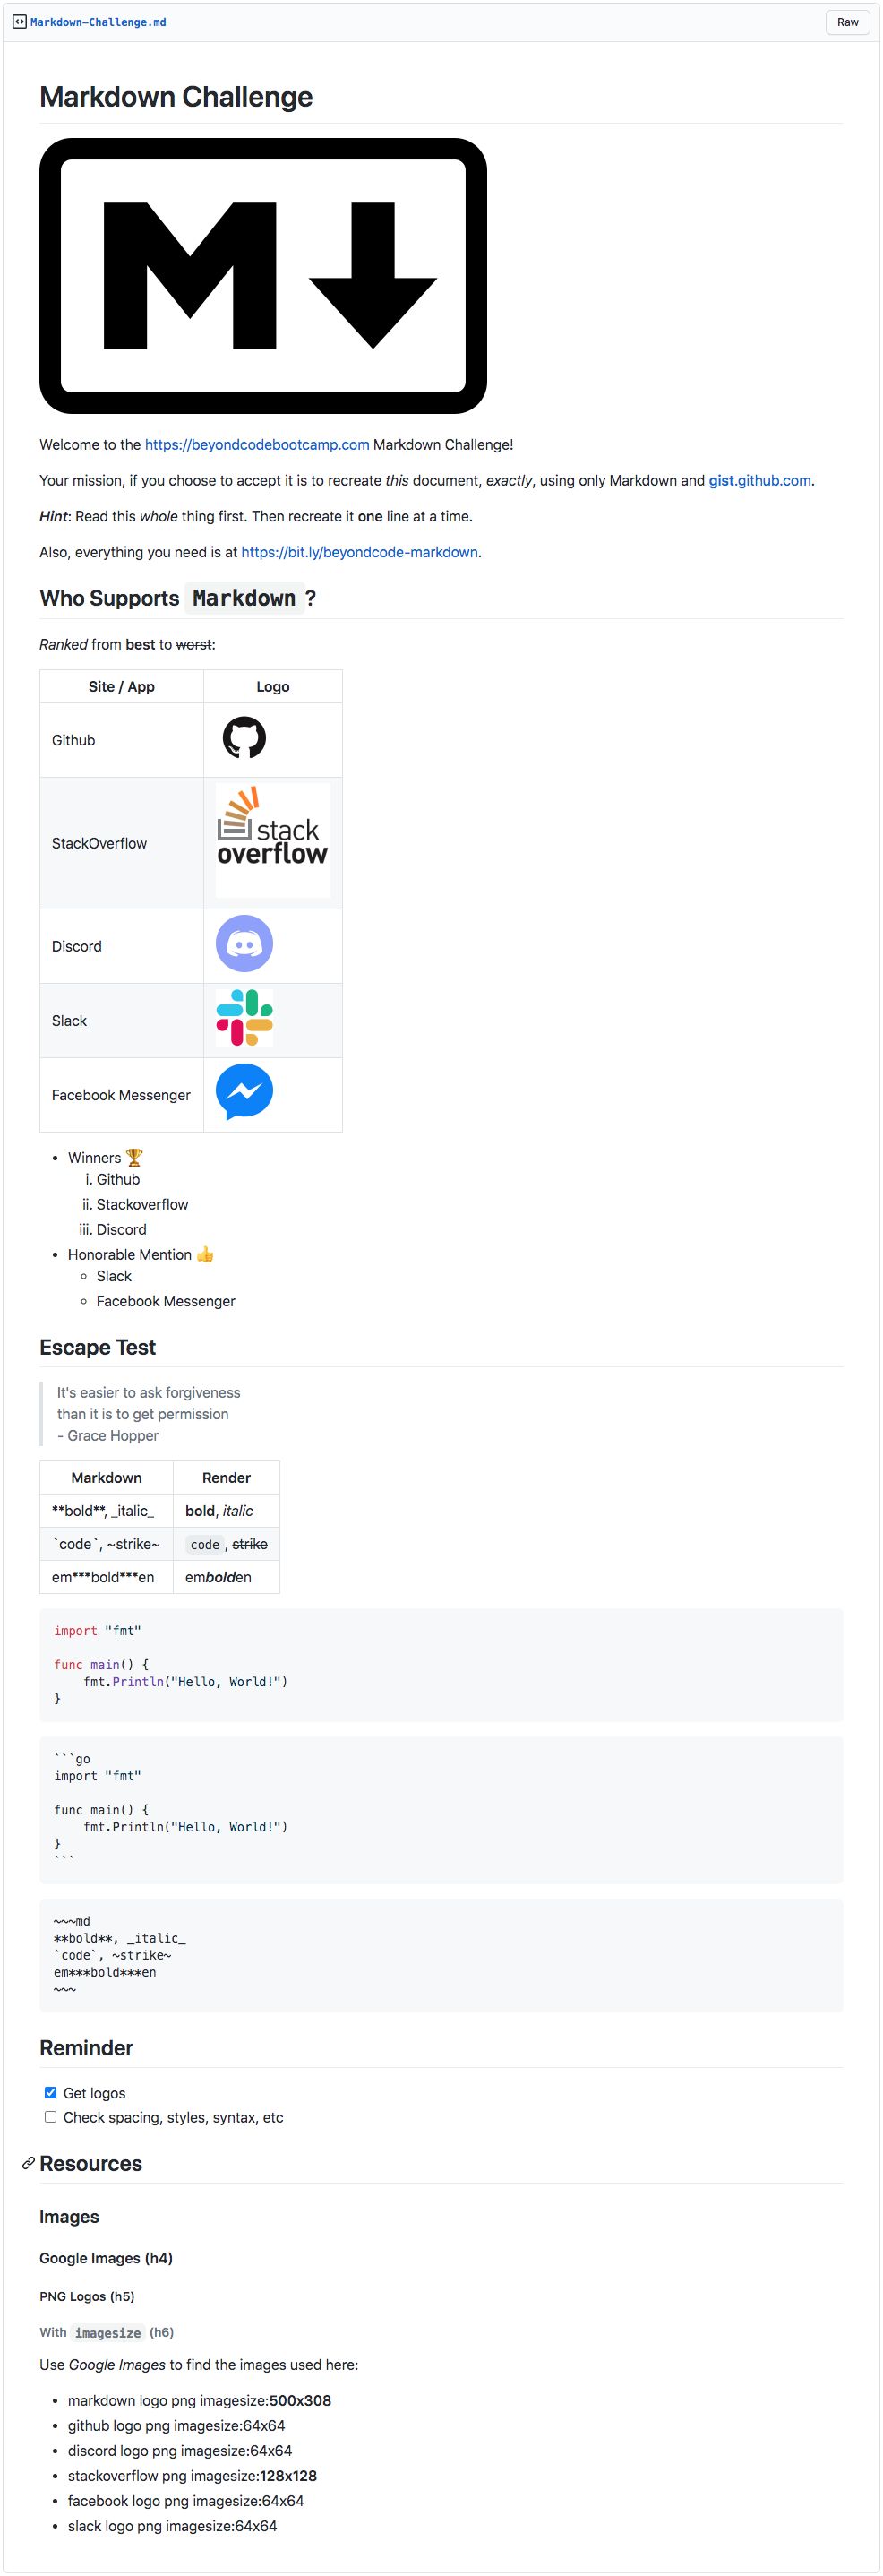 Markdown-Challenge.md
Raw
Markdown Challenge
M
Welcome to the https://beyondcodebootcamp.com Markdown Challenge!
Your mission, if you choose to accept it is to recreate this document, exactly, using only Markdown and gist.github.com.
Hint: Read this whole thing first. Then recreate it one line at a time.
Also, everything you need is at https://bit.ly/beyondcode-markdown.
Who Supports Markdown ?
Ranked from best to worst:
Site / App Logo
Github
StackOverflow
stack
overflow
Discord
Slack
Facebook Messenger
• Winners 🏆
i. Github
ii. Stackoverflow
iii. Discord
• Honorable Mention 👍
◦ Slack
◦ Facebook Messenger
Escape Test
It's easier to ask forgiveness
than it is to get permission
- Grace Hopper
Markdown Render
**bold**, _italic_ bold, italic
`code`, ~strike~ code , strike
em***bold***en embolden
import "fmt"
func main() {
    fmt.Println("Hello, World!")
}
```go
import "fmt"
func main() {
    fmt.Println("Hello, World!")
}
```
~~~md
**bold**, _italic_
`code`, ~strike~
em***bold***en
~~~
Reminder
Get logos
Check spacing, styles, syntax, etc
Resources
Images
Google Images (h4)
PNG Logos (h5)
With imagesize (h6)
Use Google Images to find the images used here:
• markdown logo png imagesize:500x308
• github logo png imagesize:64x64
• discord logo png imagesize:64x64
• stackoverflow png imagesize:128x128
• facebook logo png imagesize:64x64
• slack logo png imagesize:64x64